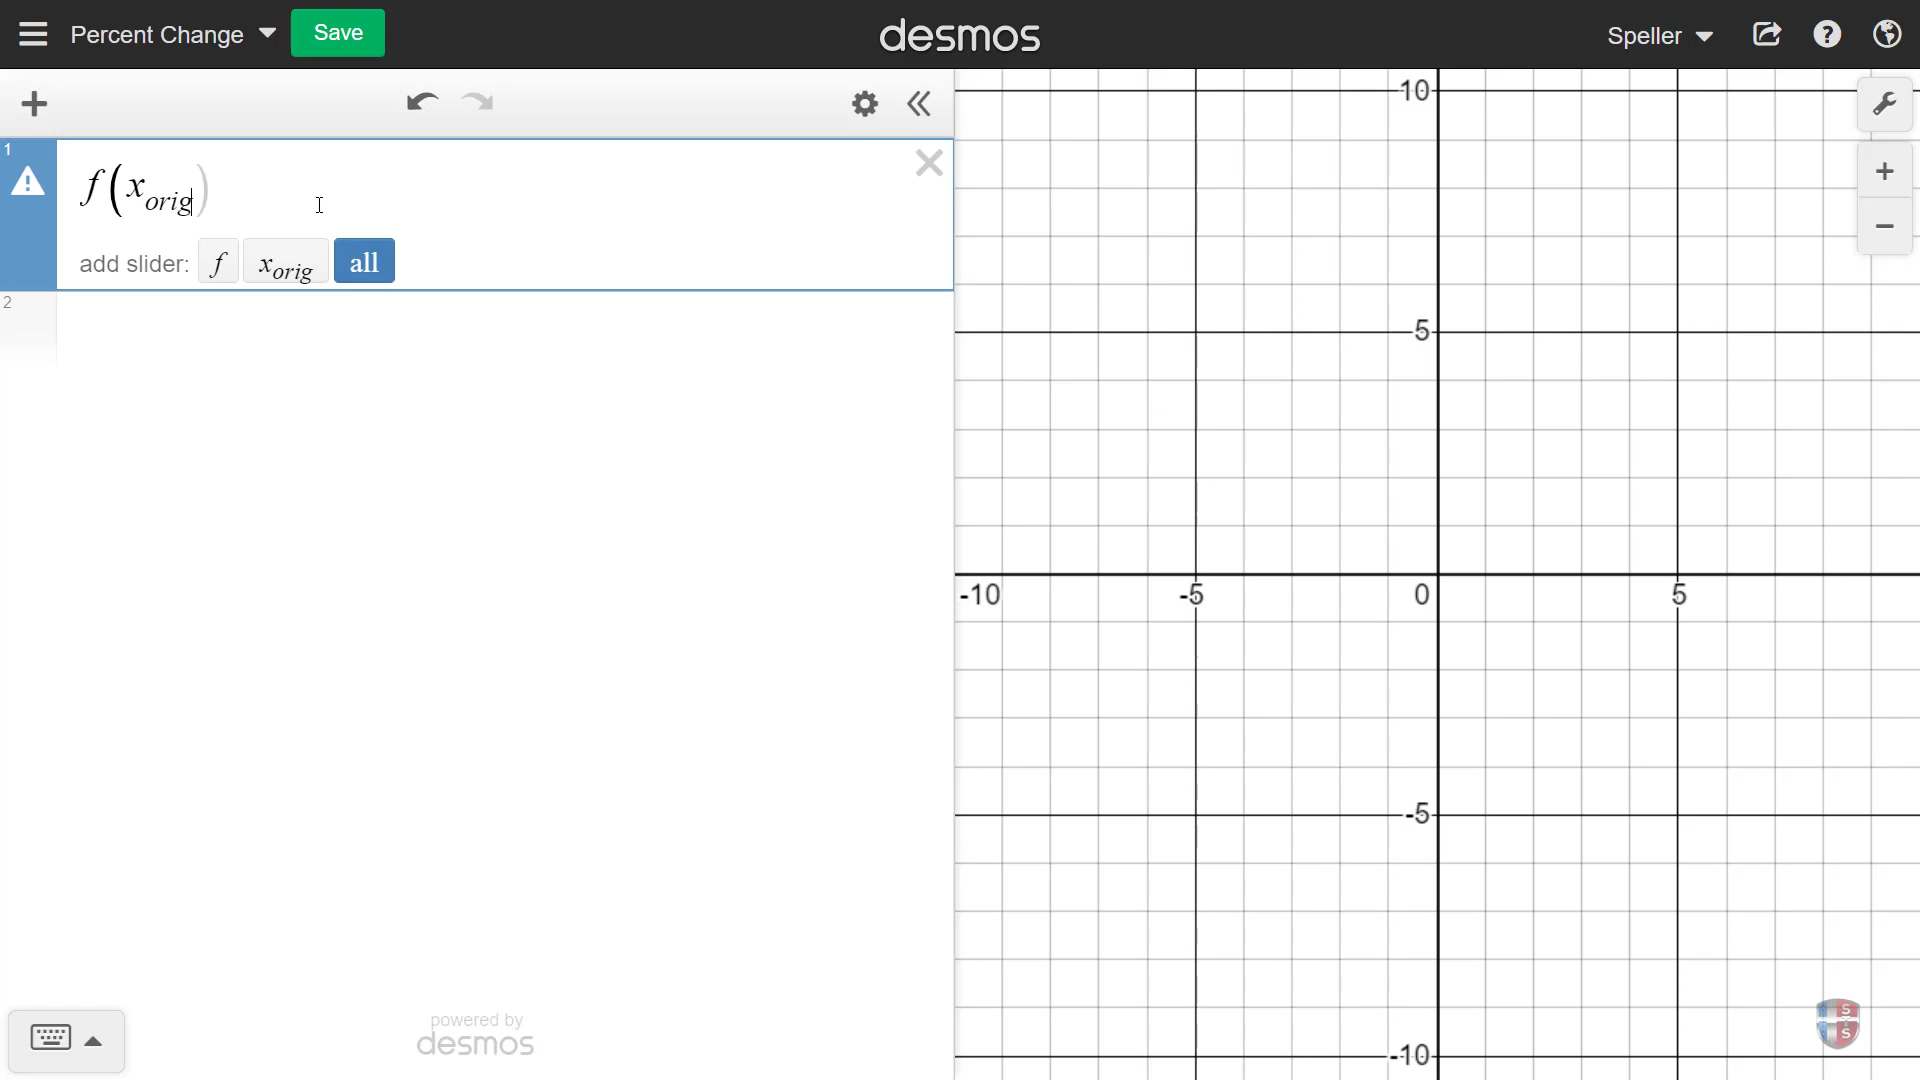 Percent Change
Save
desmos
Speller
1
f(x_orig)
add slider: f x_orig all
2
10
5
-10 -5 0 5
-5
-10
powered by
desmos
S
S